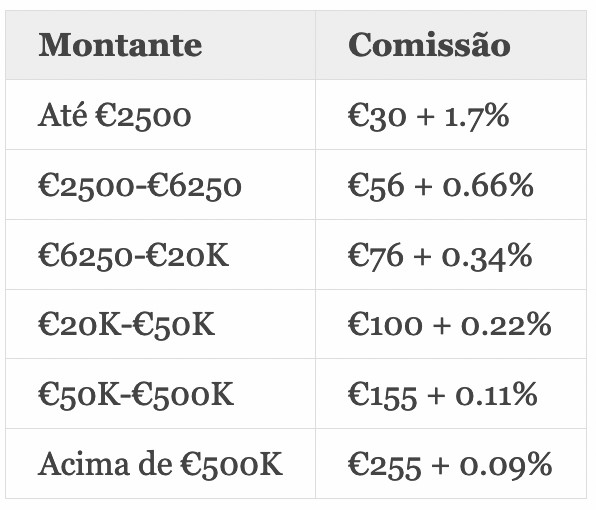 Montante Comissão
Até €2500 €30 + 1.7%
€2500-€6250 €56 + 0.66%
€6250-€20K €76 + 0.34%
€20K-€50K €100 + 0.22%
€50K-€500K €155 + 0.11%
Acima de €500K €255 + 0.09%